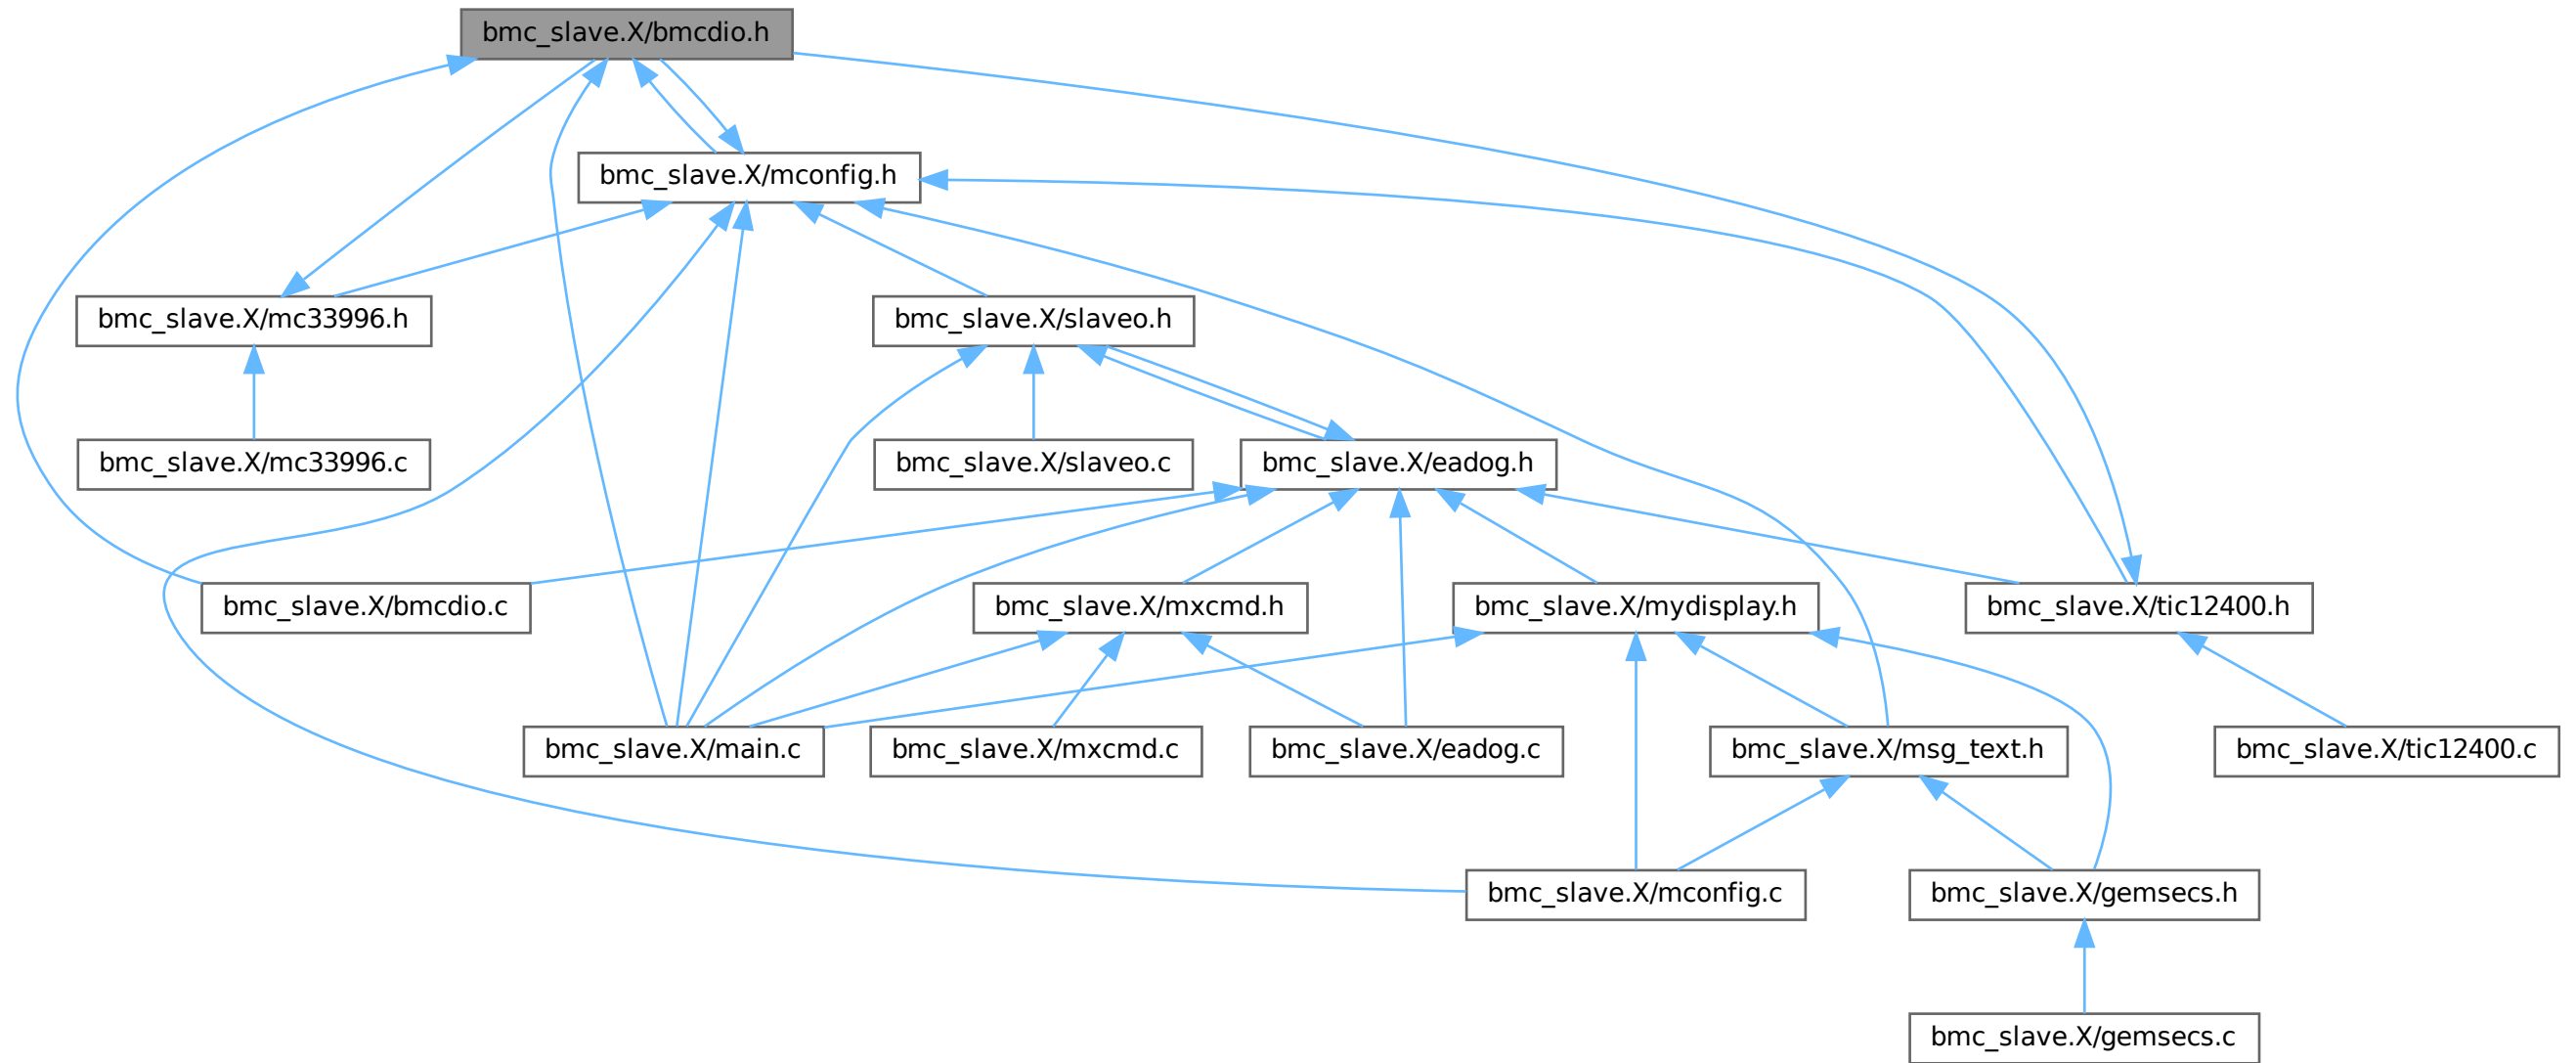 bmc_slave.X/bmcdio.h
bmc_slave.X/mconfig.h
bmc_slave.X/mc33996.h
bmc_slave.X/slaveo.h
bmc_slave.X/mc33996.c
bmc_slave.X/slaveo.c
bmc_slave.X/eadog.h
bmc_slave.X/bmcdio.c
bmc_slave.X/mxcmd.h
bmc_slave.X/mydisplay.h
bmc_slave.X/tic12400.h
bmc_slave.X/main.c
bmc_slave.X/mxcmd.c
bmc_slave.X/eadog.c
bmc_slave.X/msg_text.h
bmc_slave.X/tic12400.c
bmc_slave.X/mconfig.c
bmc_slave.X/gemsecs.h
bmc_slave.X/gemsecs.c